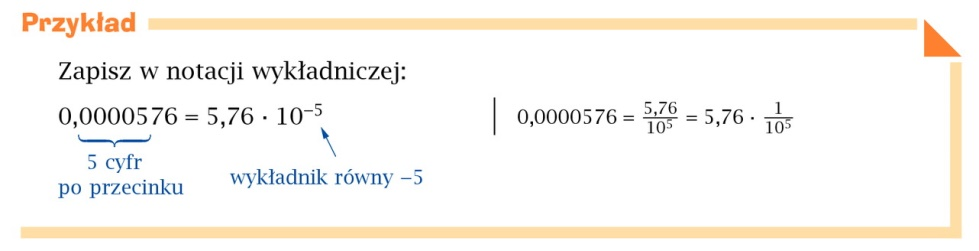 Przykład
Zapisz w notacji wykładniczej:
0,0000576 = 5,76 · 10⁻⁵ | 0,0000576 = 5,76/10⁵ = 5,76 · 1/10⁵
5 cyfr
po przecinku
wykładnik równy –5